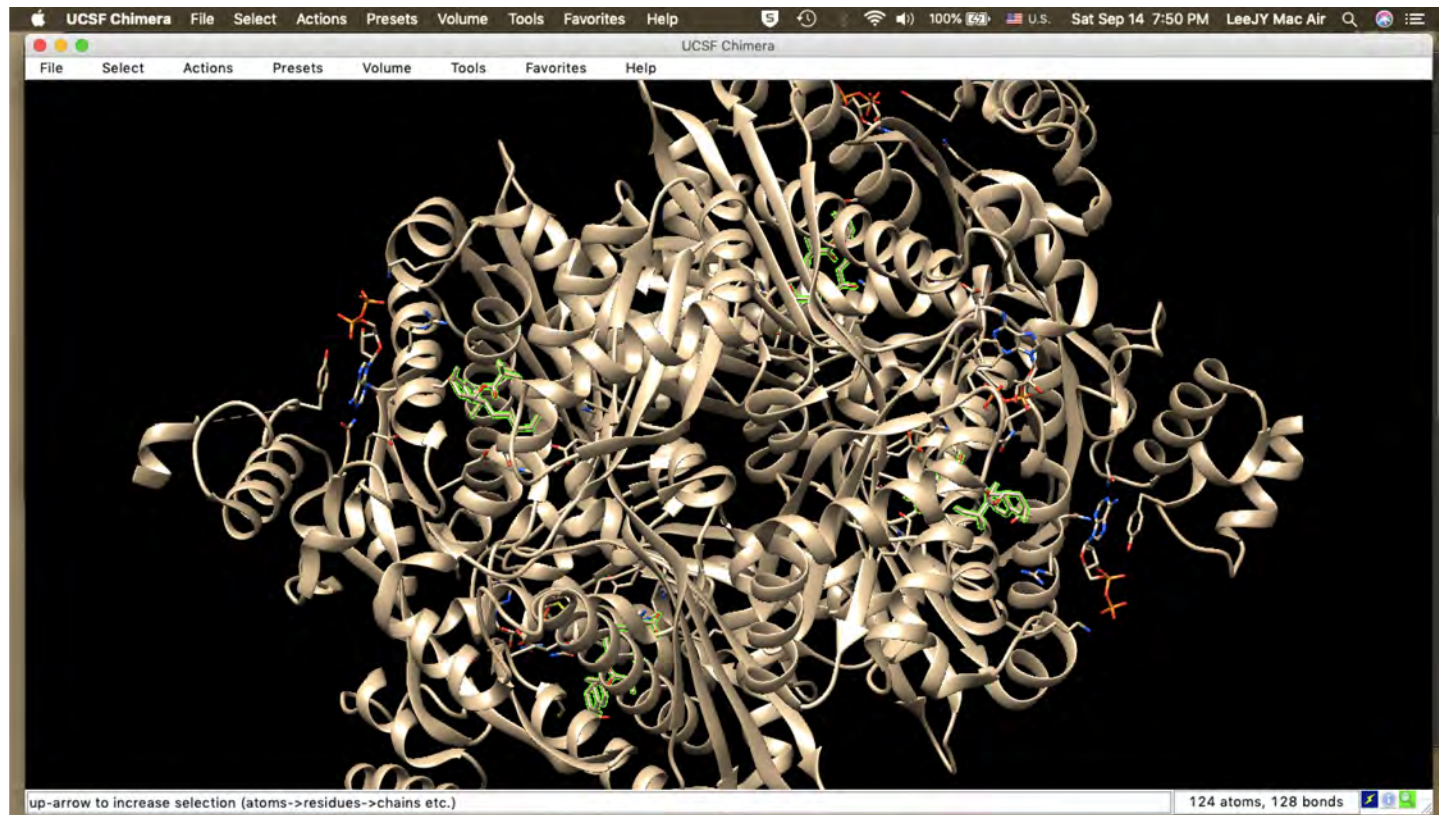 UCSF Chimera File Select Actions Presets Volume Tools Favorites Help 5 100% U.S. Sat Sep 14 7:50 PM LeeJY Mac Air
UCSF Chimera
File Select Actions Presets Volume Tools Favorites Help
up-arrow to increase selection (atoms->residues->chains etc.) 124 atoms, 128 bonds